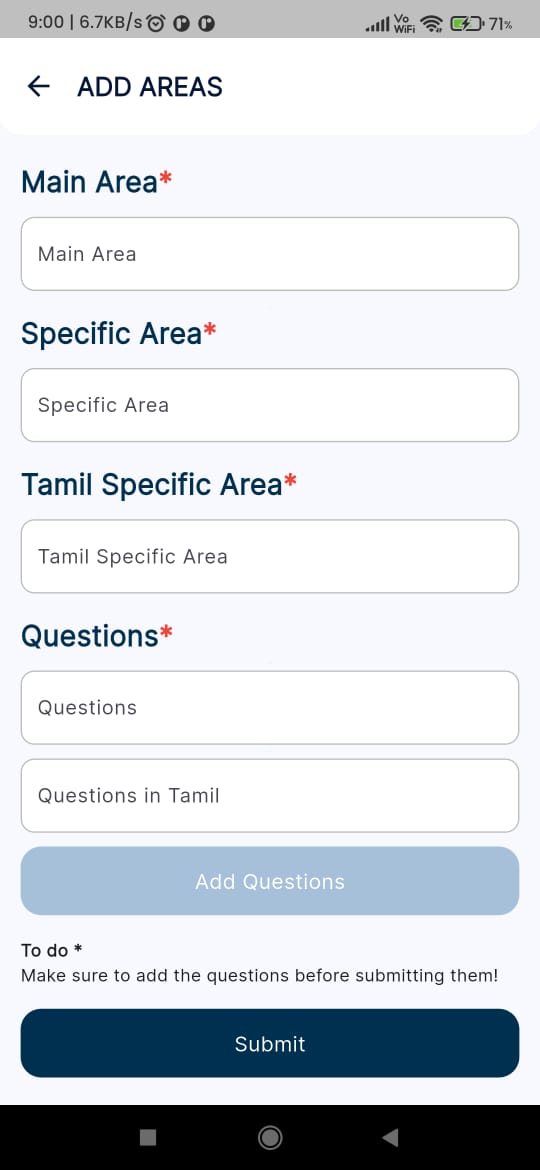 9:00 | 6.7KB/s
Vo
WiFi
71%
ADD AREAS
Main Area*
Main Area
Specific Area*
Specific Area
Tamil Specific Area*
Tamil Specific Area
Questions*
Questions
Questions in Tamil
Add Questions
To do *
Make sure to add the questions before submitting them!
Submit